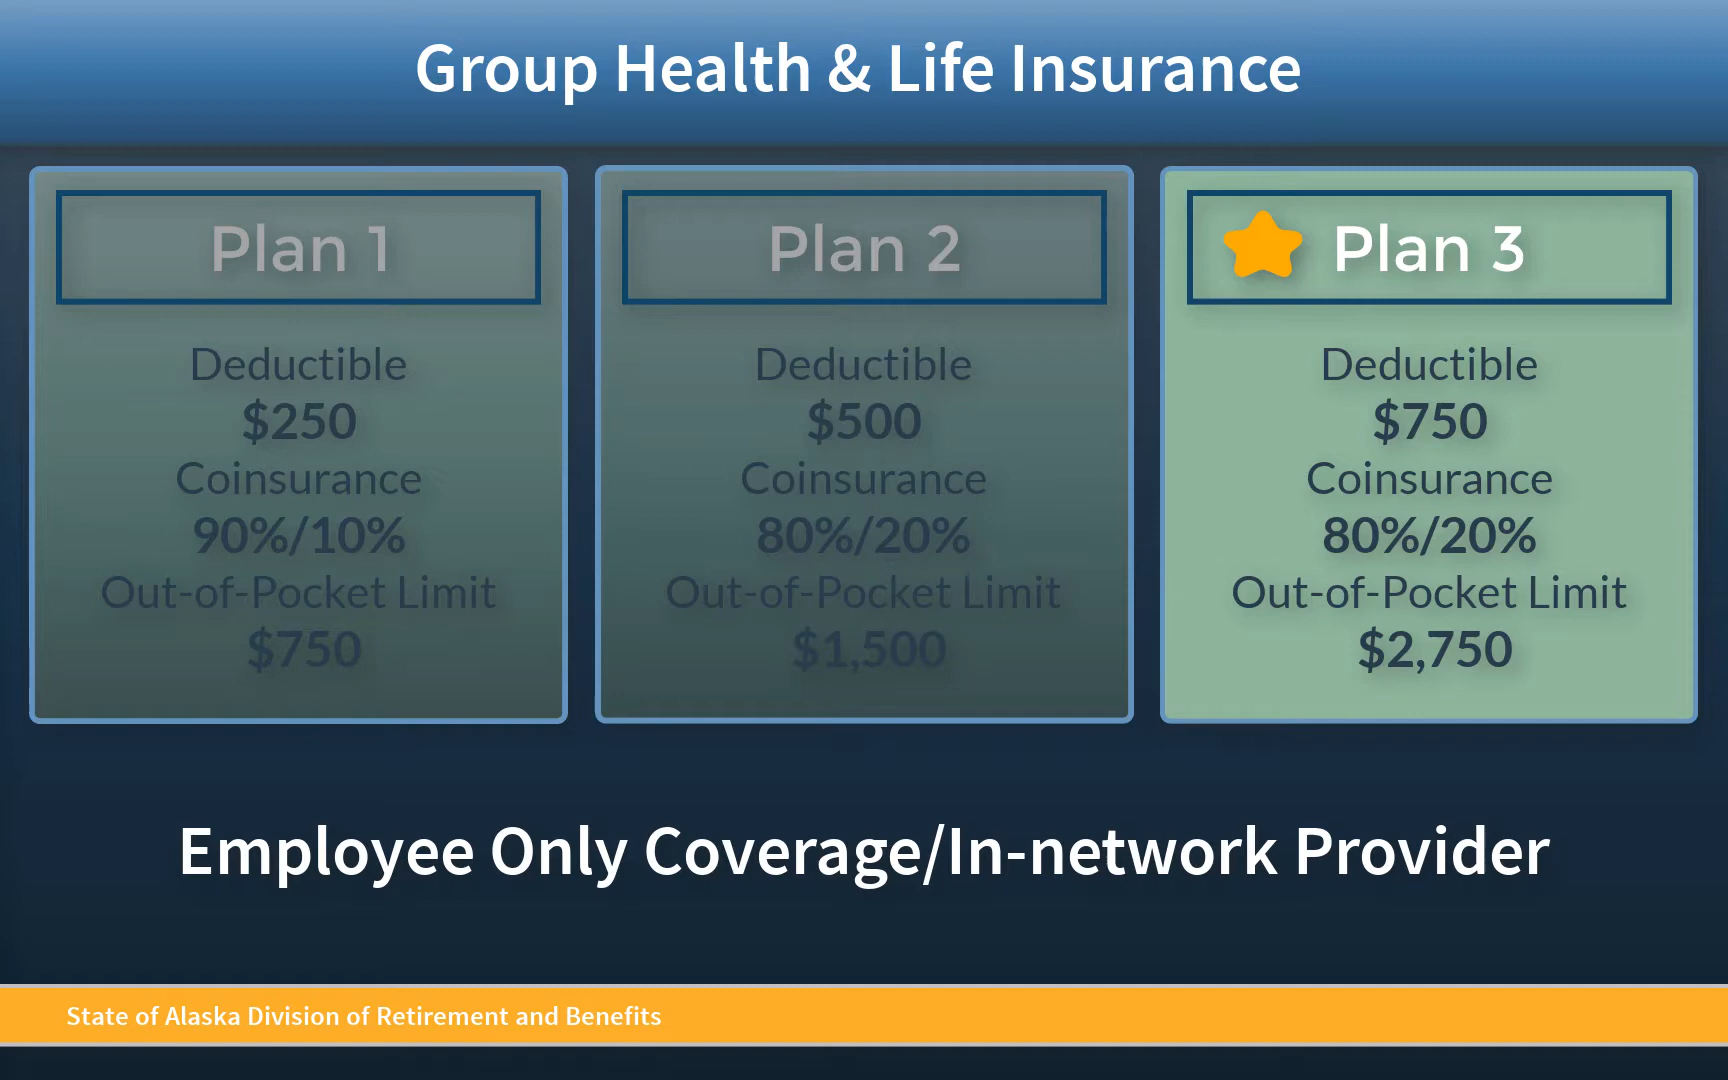 Group Health & Life Insurance
Plan 1
Deductible
$250
Coinsurance
90%/10%
Out-of-Pocket Limit
$750
Plan 2
Deductible
$500
Coinsurance
80%/20%
Out-of-Pocket Limit
$1,500
Plan 3
Deductible
$750
Coinsurance
80%/20%
Out-of-Pocket Limit
$2,750
Employee Only Coverage/In-network Provider
State of Alaska Division of Retirement and Benefits